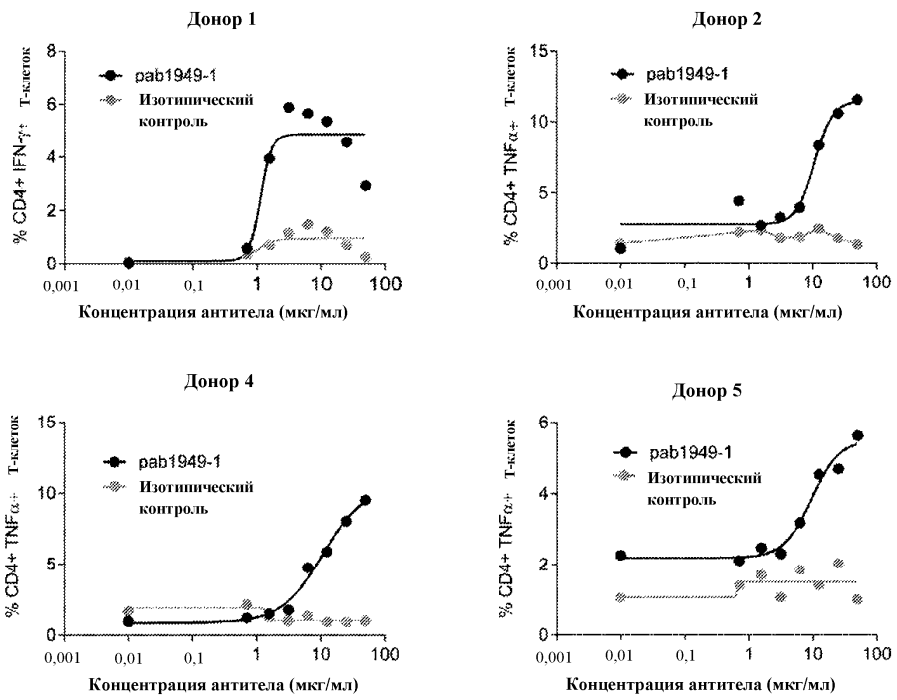 Донор 1
% CD4+ IFN-γ+ Т-клеток
8
6
4
2
0
pab1949-1
Изотипический
контроль
0,001 0,01 0,1 1 10 100
Концентрация антитела (мкг/мл)
Донор 2
% CD4+ TNFα+ Т-клеток
15
10
5
0
pab1949-1
Изотипический
контроль
0,001 0,01 0,1 1 10 100
Концентрация антитела (мкг/мл)
Донор 4
% CD4+ TNFα+ Т-клеток
15
10
5
0
pab1949-1
Изотипический
контроль
0,001 0,01 0,1 1 10 100
Концентрация антитела (мкг/мл)
Донор 5
% CD4+ TNFα+ Т-клеток
6
4
2
0
pab1949-1
Изотипический
контроль
0,001 0,01 0,1 1 10 100
Концентрация антитела (мкг/мл)